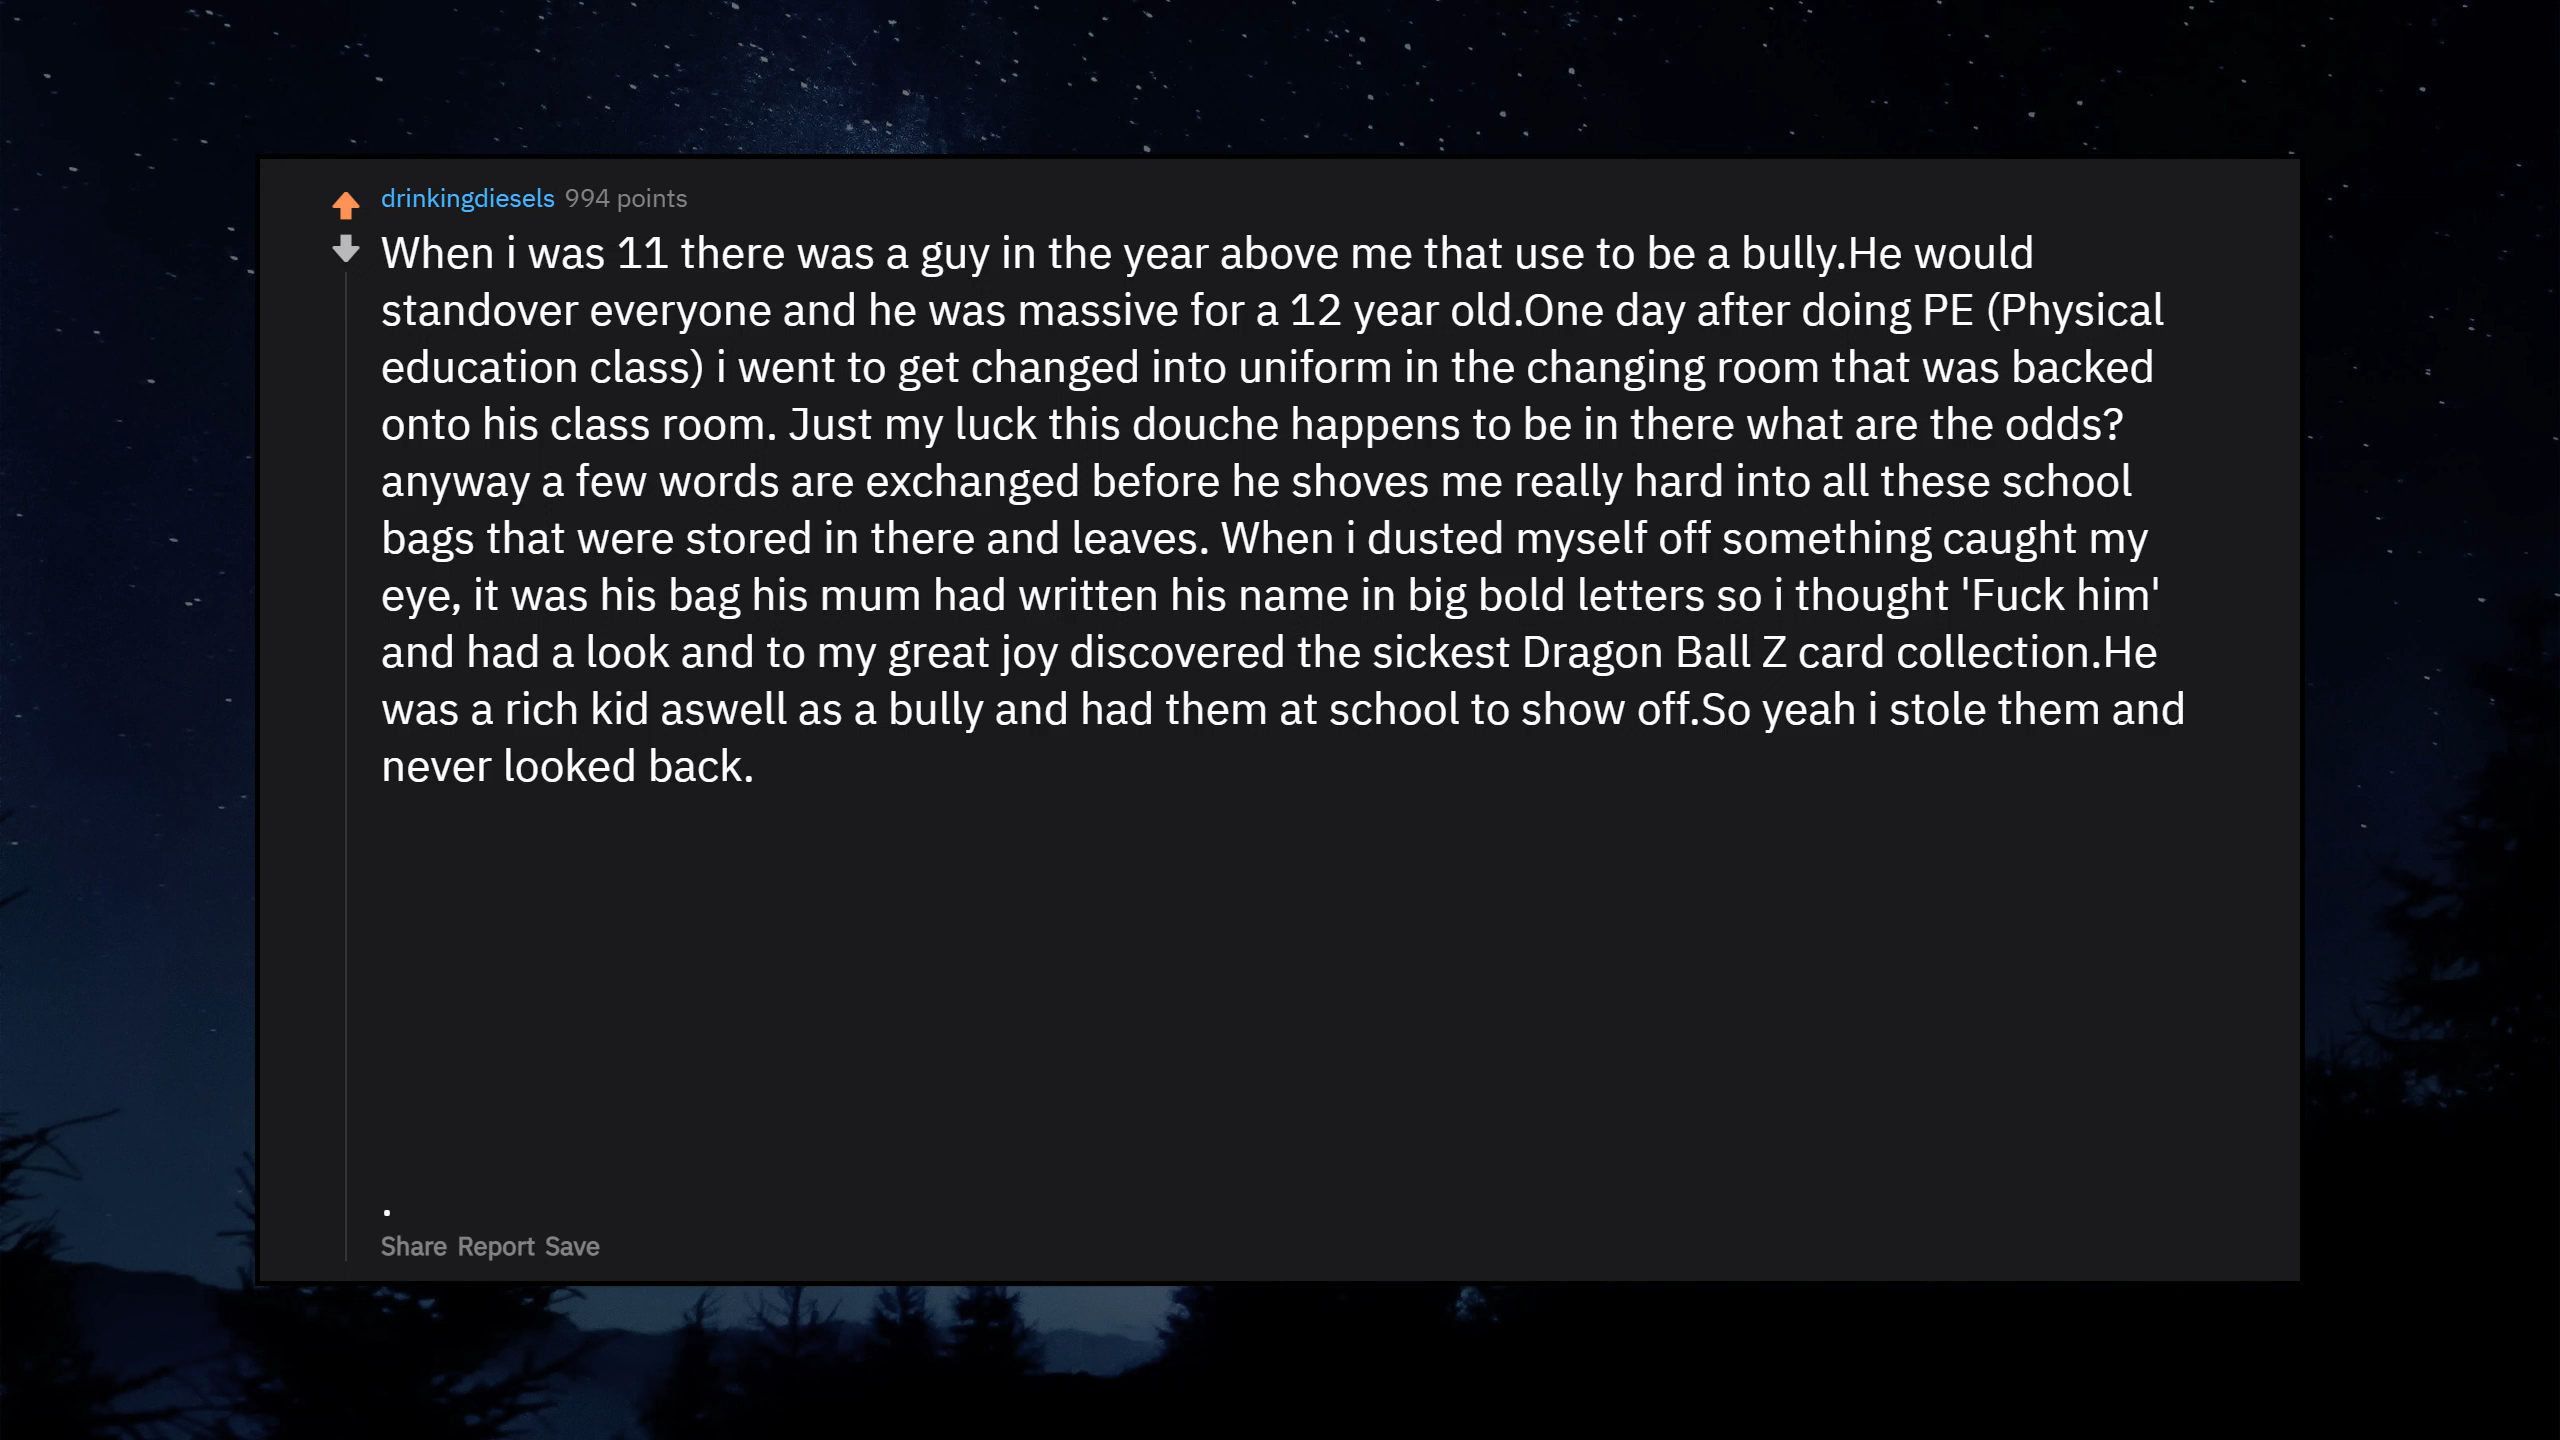 drinkingdiesels 994 points
When i was 11 there was a guy in the year above me that use to be a bully.He would
standover everyone and he was massive for a 12 year old.One day after doing PE (Physical
education class) i went to get changed into uniform in the changing room that was backed
onto his class room. Just my luck this douche happens to be in there what are the odds?
anyway a few words are exchanged before he shoves me really hard into all these school
bags that were stored in there and leaves. When i dusted myself off something caught my
eye, it was his bag his mum had written his name in big bold letters so i thought 'Fuck him'
and had a look and to my great joy discovered the sickest Dragon Ball Z card collection.He
was a rich kid aswell as a bully and had them at school to show off.So yeah i stole them and
never looked back.
.
Share Report Save